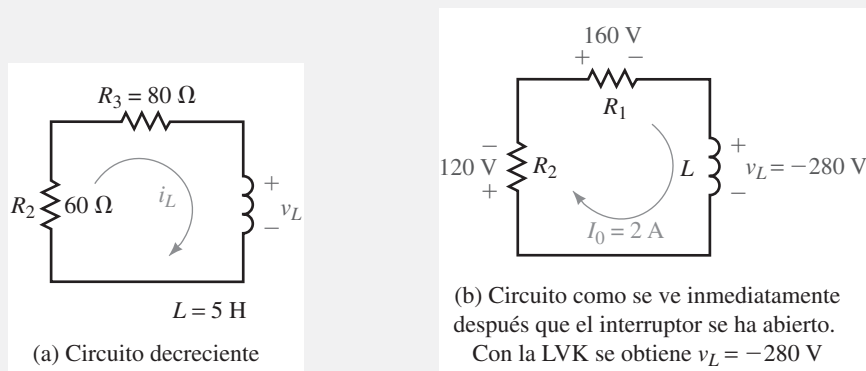 R3 = 80 Ω
R2
60 Ω
iL
+
vL
−
L = 5 H
(a) Circuito decreciente
160 V
+ −
R1
−
120 V
+
R2
L
+
vL = −280 V
−
I0 = 2 A
(b) Circuito como se ve inmediatamente
después que el interruptor se ha abierto.
Con la LVK se obtiene vL = −280 V